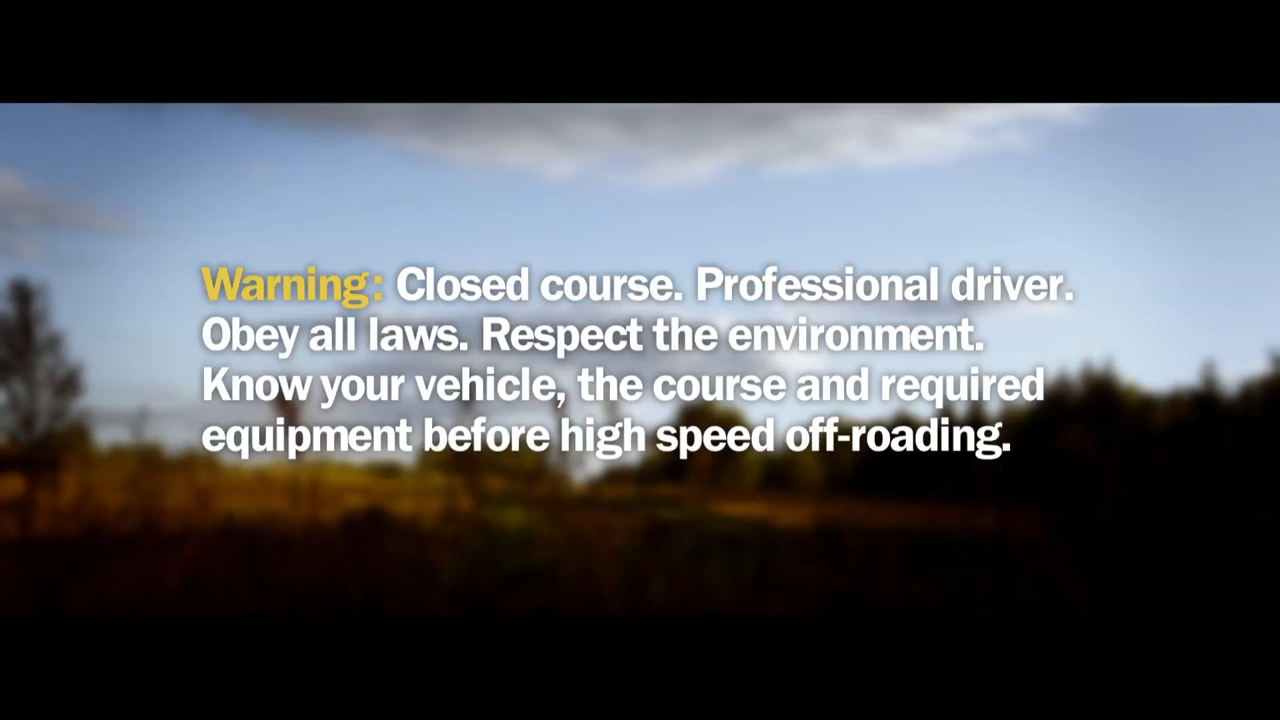 Warning: Closed course. Professional driver.
Obey all laws. Respect the environment.
Know your vehicle, the course and required
equipment before high speed off-roading.